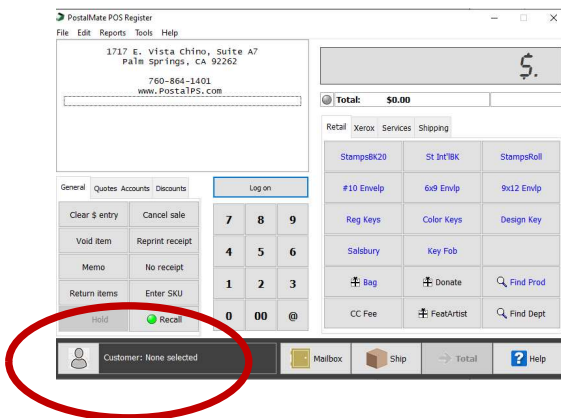 PostalMate POS Register
File Edit Reports Tools Help
1717 E. Vista Chino, Suite A7
Palm Springs, CA 92262
760-864-1401
www.PostalPS.com
$.
Total: $0.00
Retail Xerox Services Shipping
StampsBK20 St Int'lBK StampsRoll
#10 Envelp 6x9 Envlp 9x12 Envlp
Reg Keys Color Keys Design Key
Salsbury Key Fob
Bag Donate Find Prod
CC Fee FeatArtist Find Dept
General Quotes Accounts Discounts
Log on
Clear $ entry Cancel sale
Void item Reprint receipt
Memo No receipt
Return items Enter SKU
Hold Recall
7 8 9
4 5 6
1 2 3
0 00 @
Customer: None selected
Mailbox Ship Total ? Help